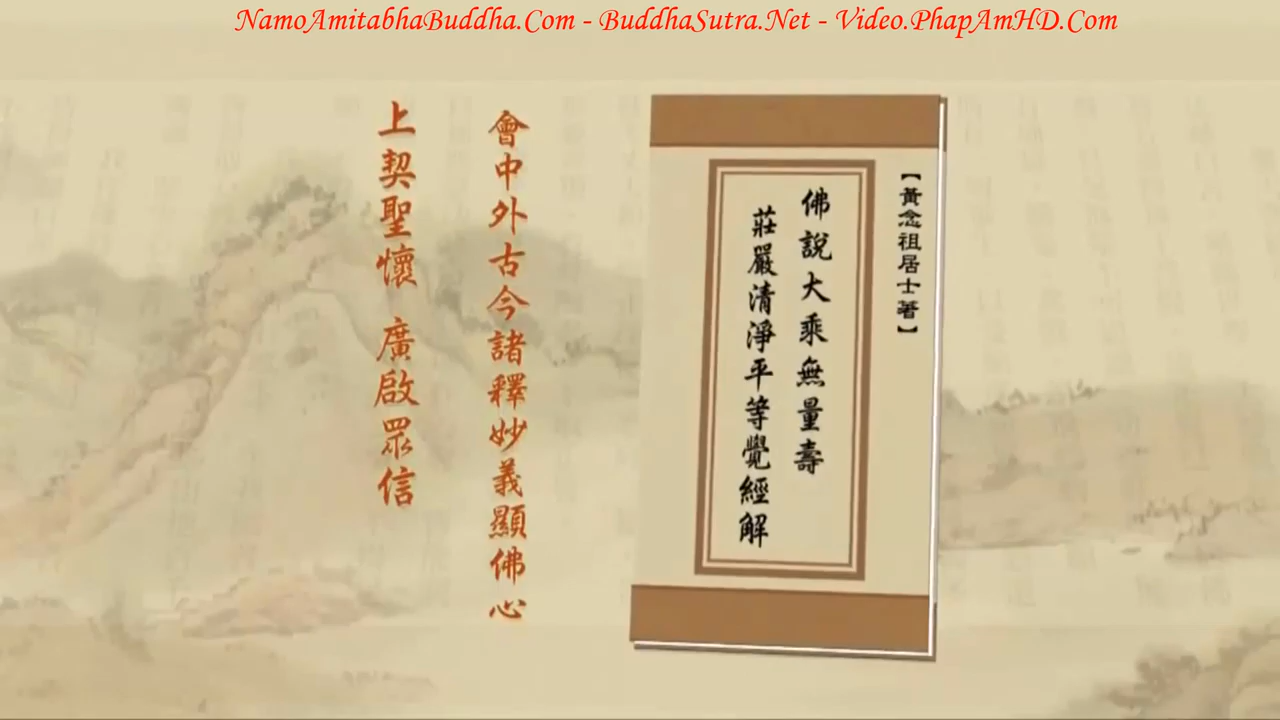 NamoAmitabhaBuddha.Com - BuddhaSutra.Net - Video.PhapAmHD.Com
【黃念祖居士著】
佛說大乘無量壽
莊嚴清淨平等覺經解
會中外古今諸釋妙義顯佛心
上契聖懷 廣啟眾信